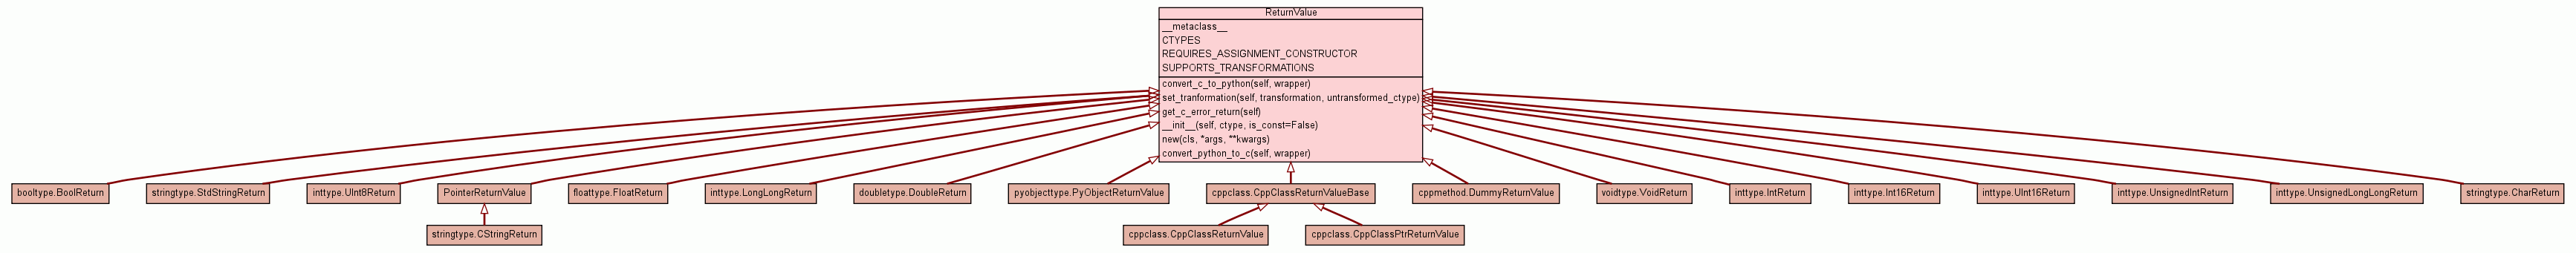 ReturnValue
__metaclass__
CTYPES
REQUIRES_ASSIGNMENT_CONSTRUCTOR
SUPPORTS_TRANSFORMATIONS
convert_c_to_python(self, wrapper)
set_tranformation(self, transformation, untransformed_ctype)
get_c_error_return(self)
__init__(self, ctype, is_const=False)
new(cls, *args, **kwargs)
convert_python_to_c(self, wrapper)
booltype.BoolReturn
stringtype.StdStringReturn
inttype.UInt8Return
PointerReturnValue
floattype.FloatReturn
inttype.LongLongReturn
doubletype.DoubleReturn
pyobjecttype.PyObjectReturnValue
cppclass.CppClassReturnValueBase
cppmethod.DummyReturnValue
voidtype.VoidReturn
inttype.IntReturn
inttype.Int16Return
inttype.UInt16Return
inttype.UnsignedIntReturn
inttype.UnsignedLongLongReturn
stringtype.CharReturn
stringtype.CStringReturn
cppclass.CppClassReturnValue
cppclass.CppClassPtrReturnValue